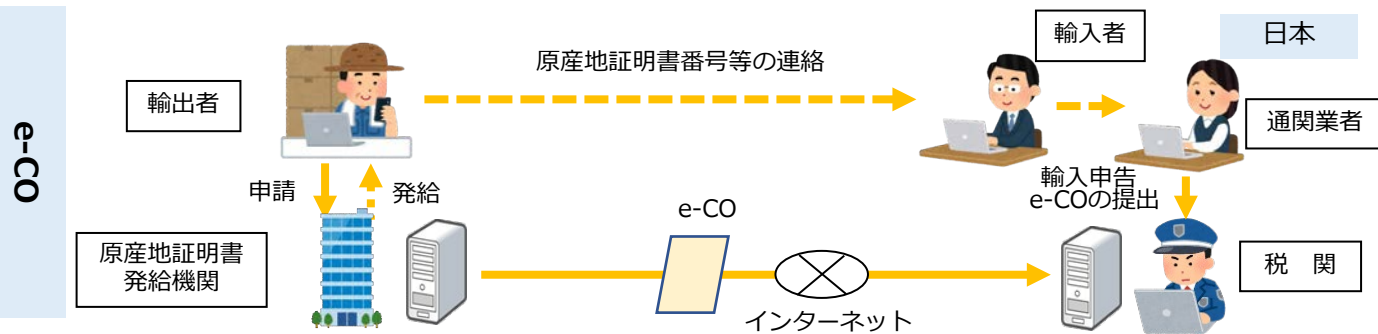 e-CO
輸出者
原産地証明書番号等の連絡
輸入者
日本
通関業者
申請
発給
輸入申告
e-COの提出
原産地証明書
発給機関
e-CO
インターネット
税　関